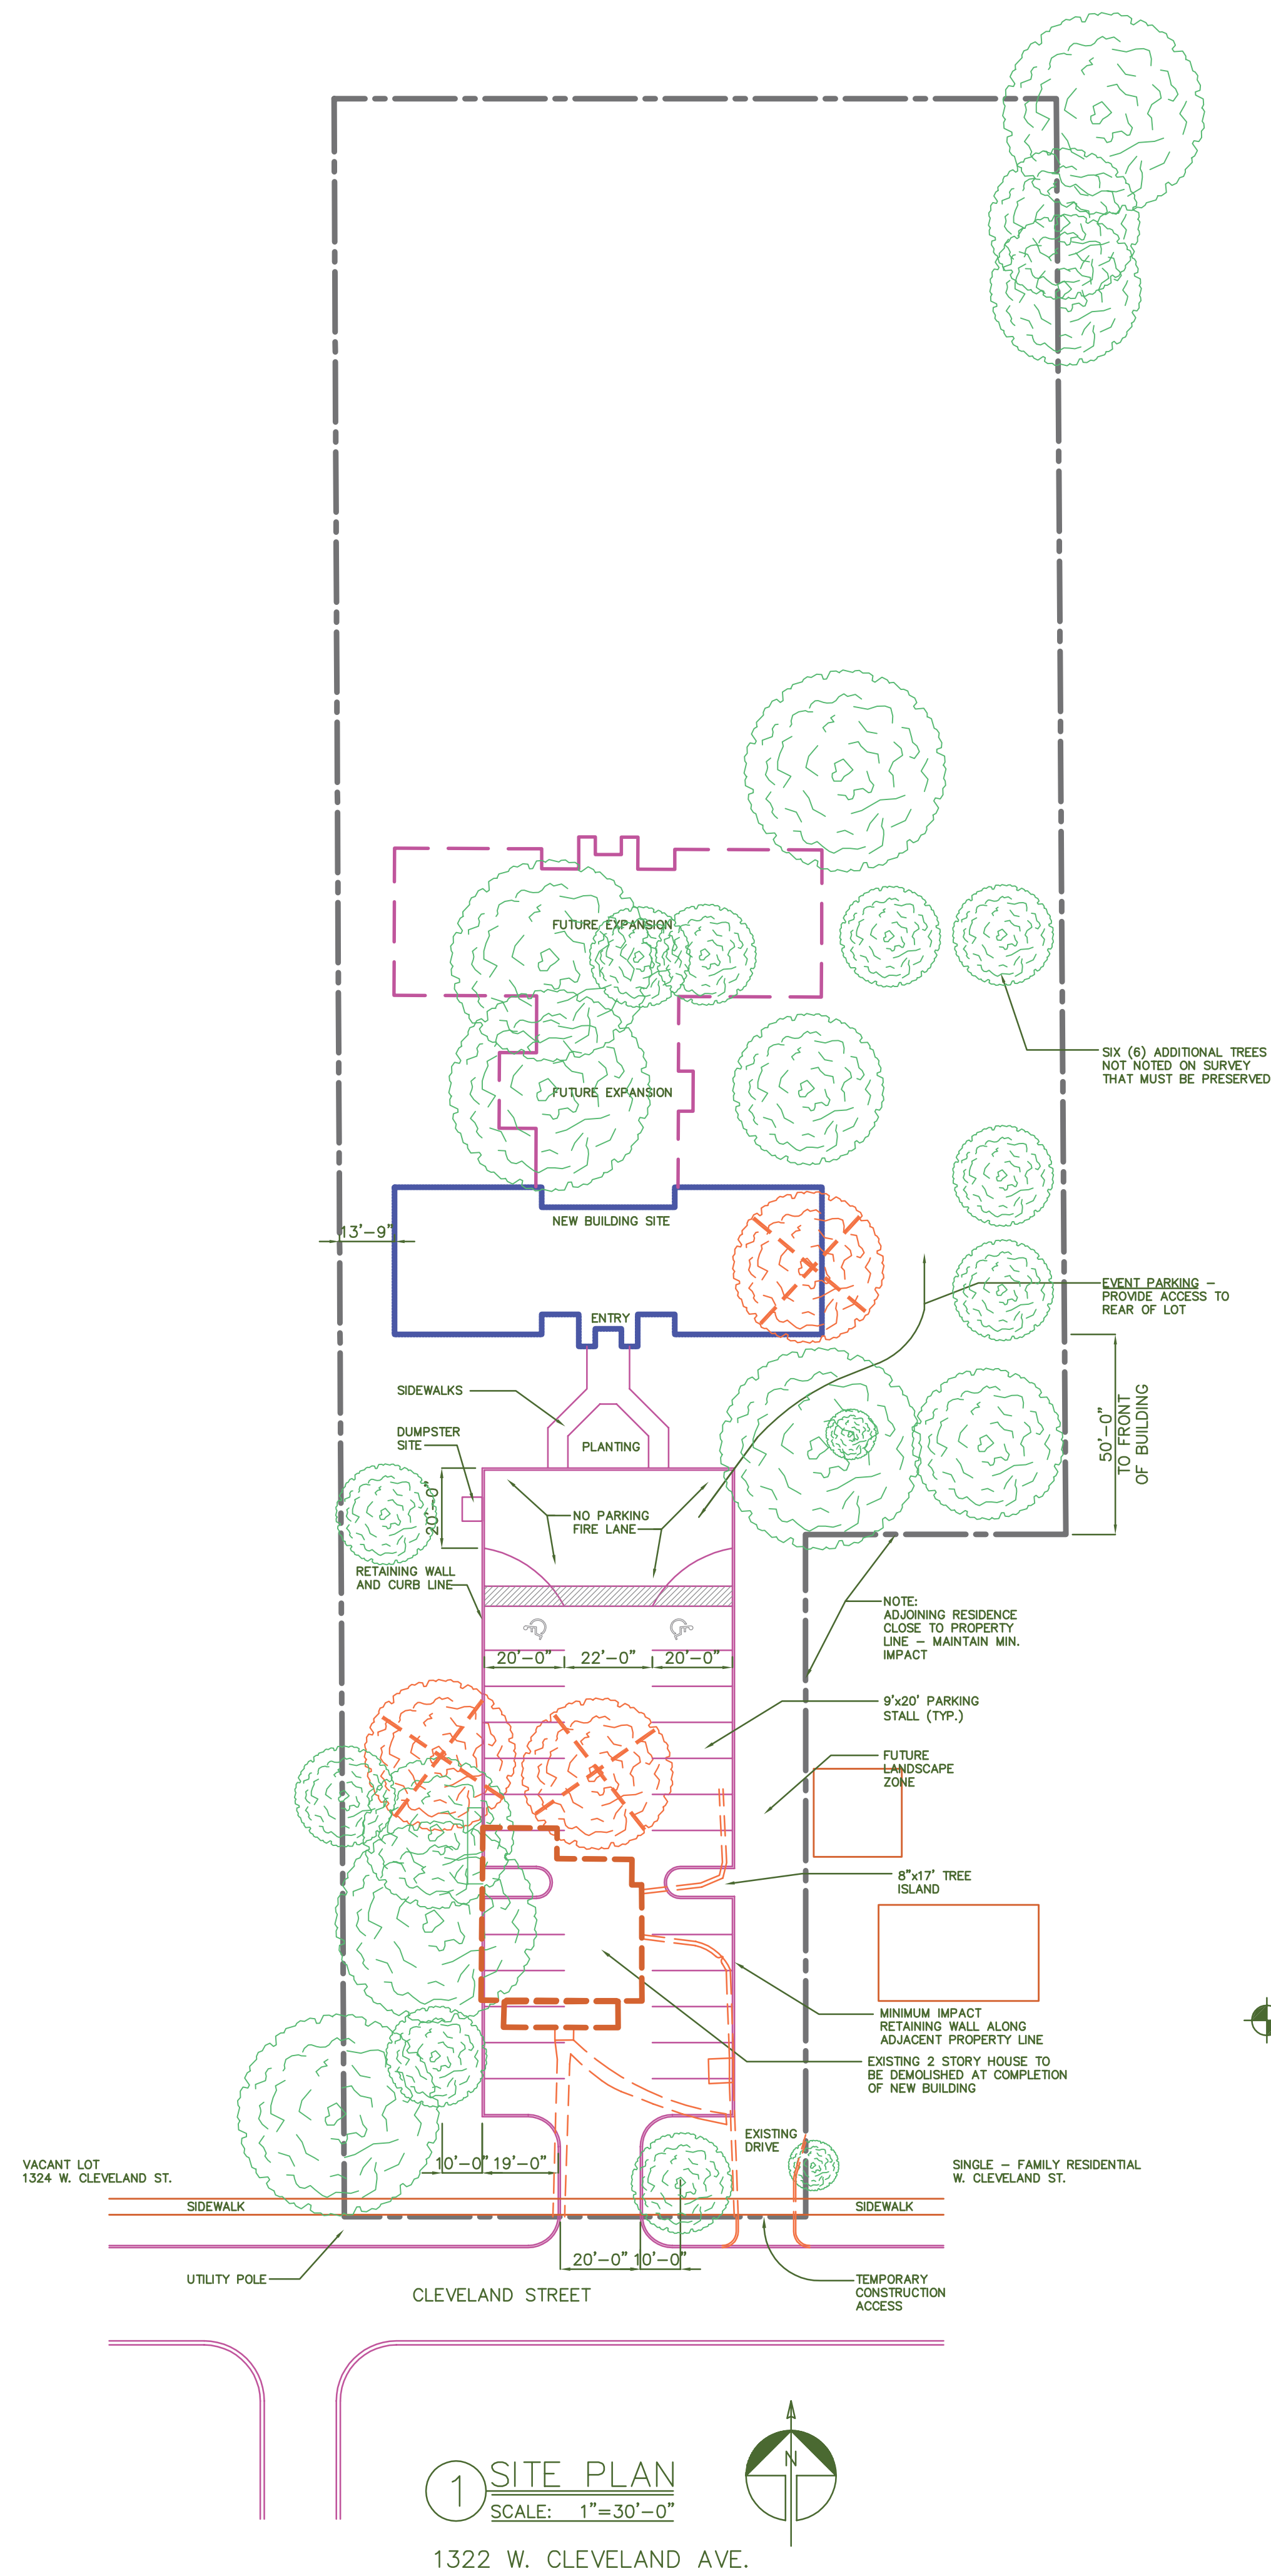 FUTURE EXPANSION
SIX (6) ADDITIONAL TREES
NOT NOTED ON SURVEY
THAT MUST BE PRESERVED
FUTURE EXPANSION
NEW BUILDING SITE
13'-9"
EVENT PARKING -
PROVIDE ACCESS TO
REAR OF LOT
ENTRY
50'-0"
TO FRONT
OF BUILDING
SIDEWALKS
DUMPSTER
SITE
PLANTING
20'-0"
NO PARKING
FIRE LANE
RETAINING WALL
AND CURB LINE
NOTE:
ADJOINING RESIDENCE
CLOSE TO PROPERTY
LINE - MAINTAIN MIN.
IMPACT
20'-0" 22'-0" 20'-0"
9'x20' PARKING
STALL (TYP.)
FUTURE
LANDSCAPE
ZONE
8"x17' TREE
ISLAND
MINIMUM IMPACT
RETAINING WALL ALONG
ADJACENT PROPERTY LINE
EXISTING 2 STORY HOUSE TO
BE DEMOLISHED AT COMPLETION
OF NEW BUILDING
EXISTING
DRIVE
VACANT LOT
1324 W. CLEVELAND ST.
10'-0" 19'-0"
SINGLE - FAMILY RESIDENTIAL
W. CLEVELAND ST.
SIDEWALK
SIDEWALK
20'-0" 10'-0"
UTILITY POLE
TEMPORARY
CONSTRUCTION
ACCESS
CLEVELAND STREET
N
1 SITE PLAN
SCALE: 1"=30'-0"
1322 W. CLEVELAND AVE.